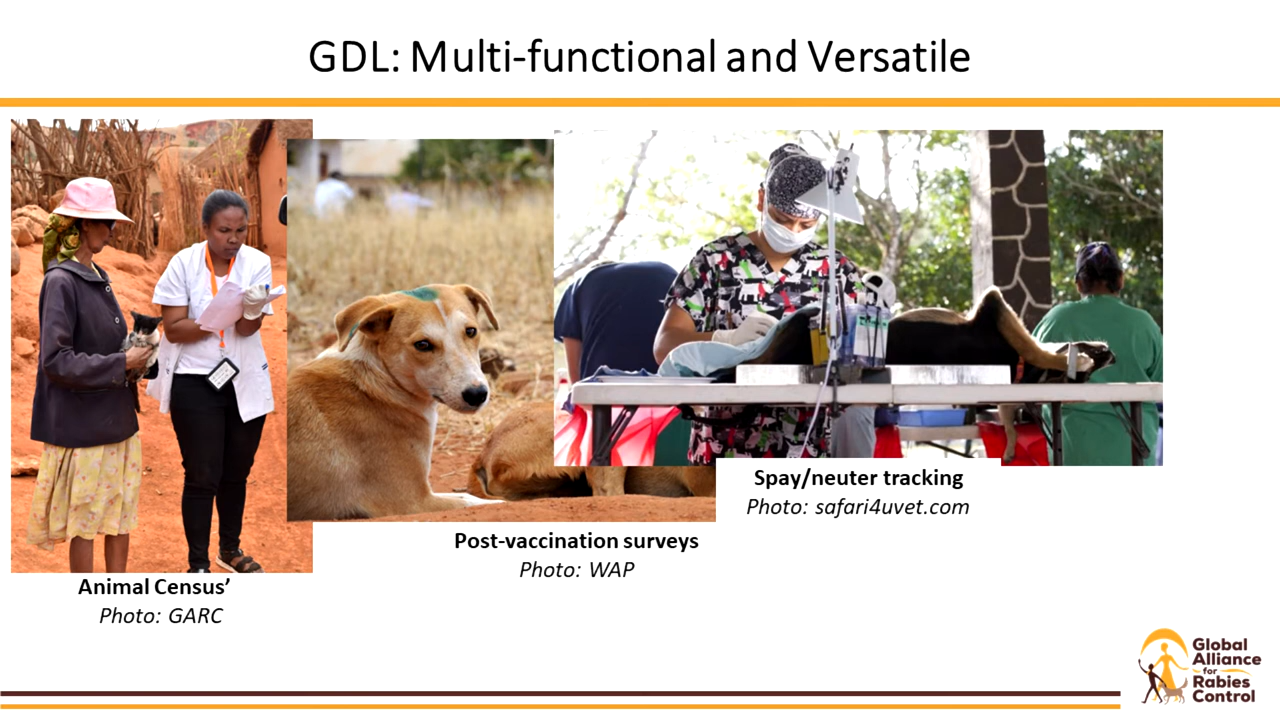 GDL: Multi-functional and Versatile
Animal Census’
Photo: GARC
Post-vaccination surveys
Photo: WAP
Spay/neuter tracking
Photo: safari4uvet.com
Global
Alliance
for
Rabies
Control